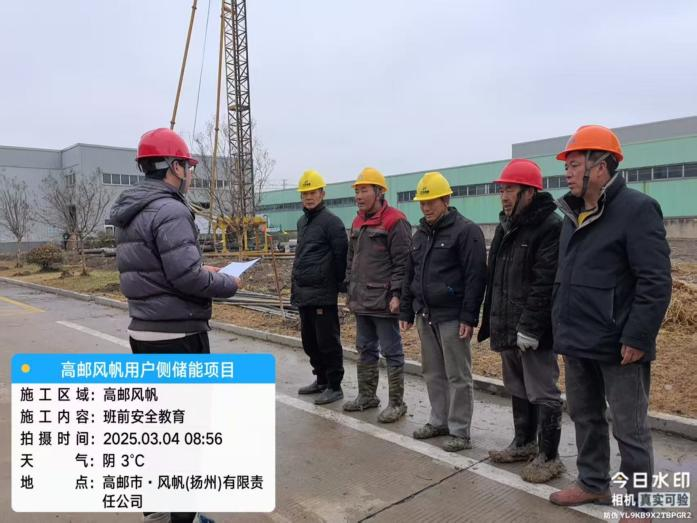 高邮风帆用户侧储能项目
施工区域：高邮风帆
施工内容：班前安全教育
拍摄时间：2025.03.04 08:56
天气：阴 3℃
地点：高邮市·风帆(扬州)有限责
任公司
今日水印
相机 真实可验
防伪 YL9KB9X2TBPGR2